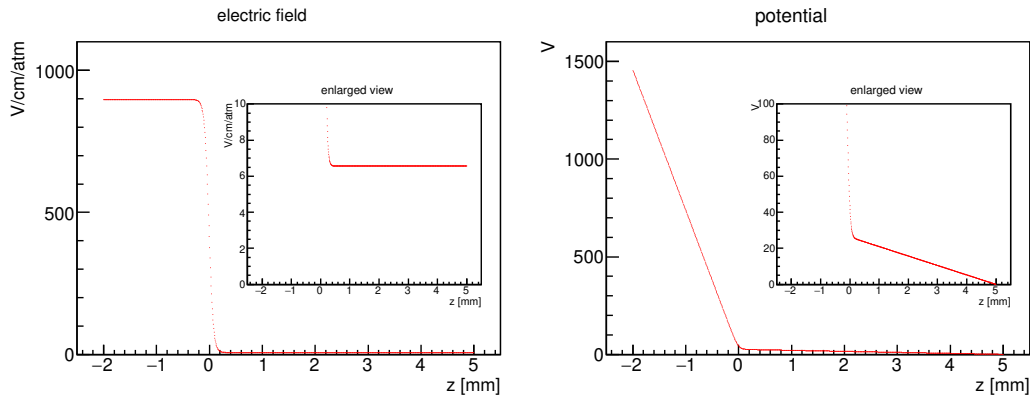 electric field
V/cm/atm
1000
500
0
−2 −1 0 1 2 3 4 5
z [mm]
enlarged view
V/cm/atm
10
8
6
4
2
0
−2 −1 0 1 2 3 4 5
z [mm]
potential
V
1500
1000
500
0
−2 −1 0 1 2 3 4 5
z [mm]
enlarged view
V
100
80
60
40
20
0
−2 −1 0 1 2 3 4 5
z [mm]